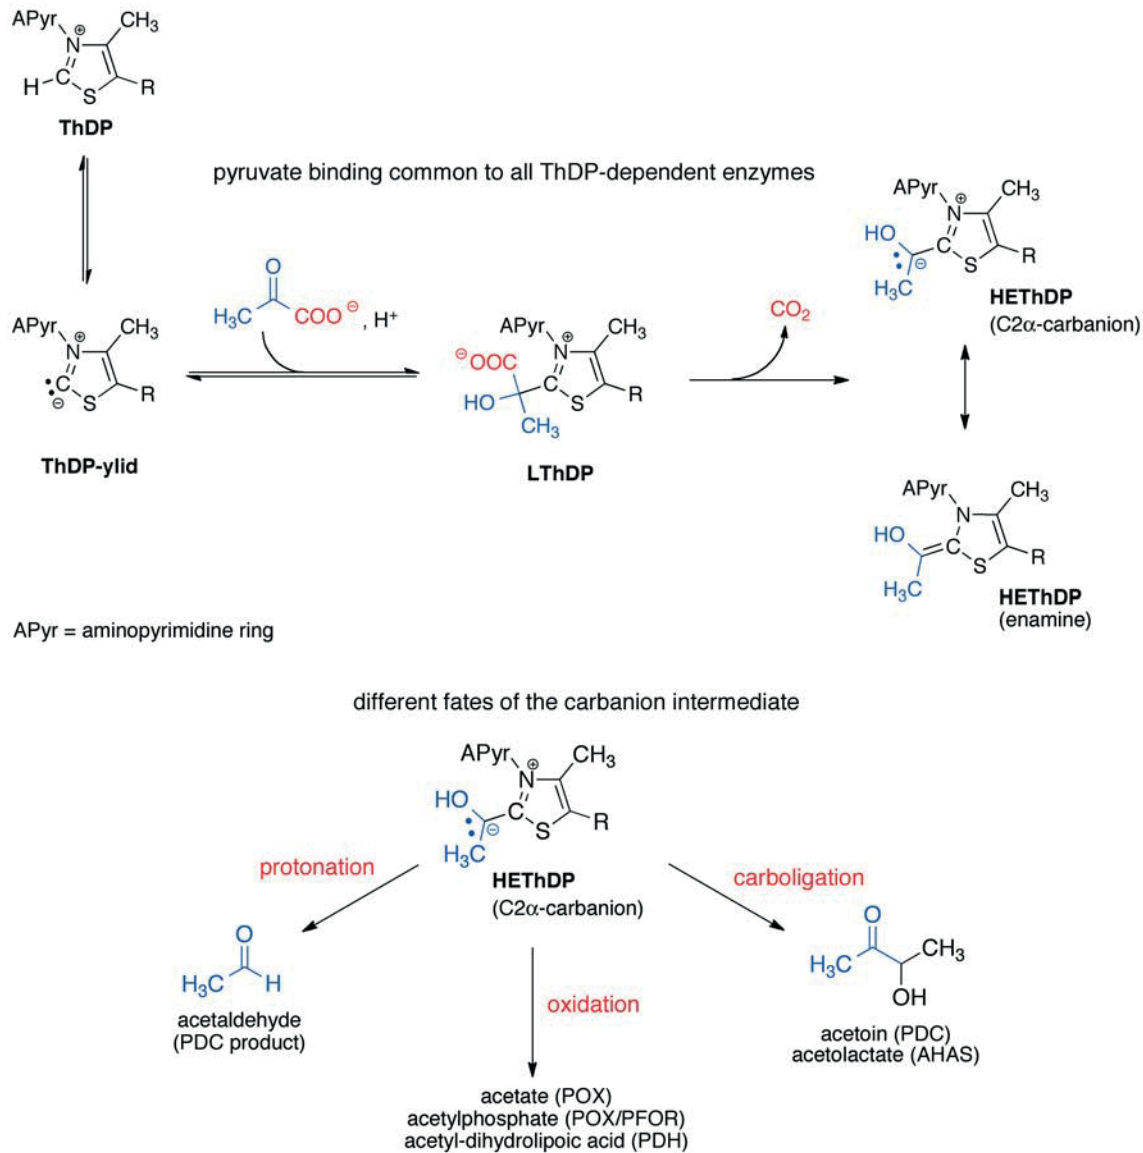 APyr
N
⊕
CH3
H
C
S
R
ThDP
pyruvate binding common to all ThDP-dependent enzymes
APyr
N
⊕
CH3
HO
C
⊖
H3C
S
R
HEThDP
(C2α-carbanion)
O
H3C
COO⊖, H+
CO2
APyr
N
⊕
CH3
C
⊖
S
R
ThDP-ylid
APyr
N
⊕
CH3
⊖OOC
HO
C
S
R
CH3
LThDP
APyr
N
CH3
HO
C
S
R
H3C
HEThDP
(enamine)
APyr = aminopyrimidine ring
different fates of the carbanion intermediate
APyr
N
⊕
CH3
HO
C
⊖
S
R
H3C
HEThDP
(C2α-carbanion)
protonation
carboligation
O
H3C
H
acetaldehyde
(PDC product)
oxidation
O
H3C
CH3
OH
acetoin (PDC)
acetolactate (AHAS)
acetate (POX)
acetylphosphate (POX/PFOR)
acetyl-dihydrolipoic acid (PDH)